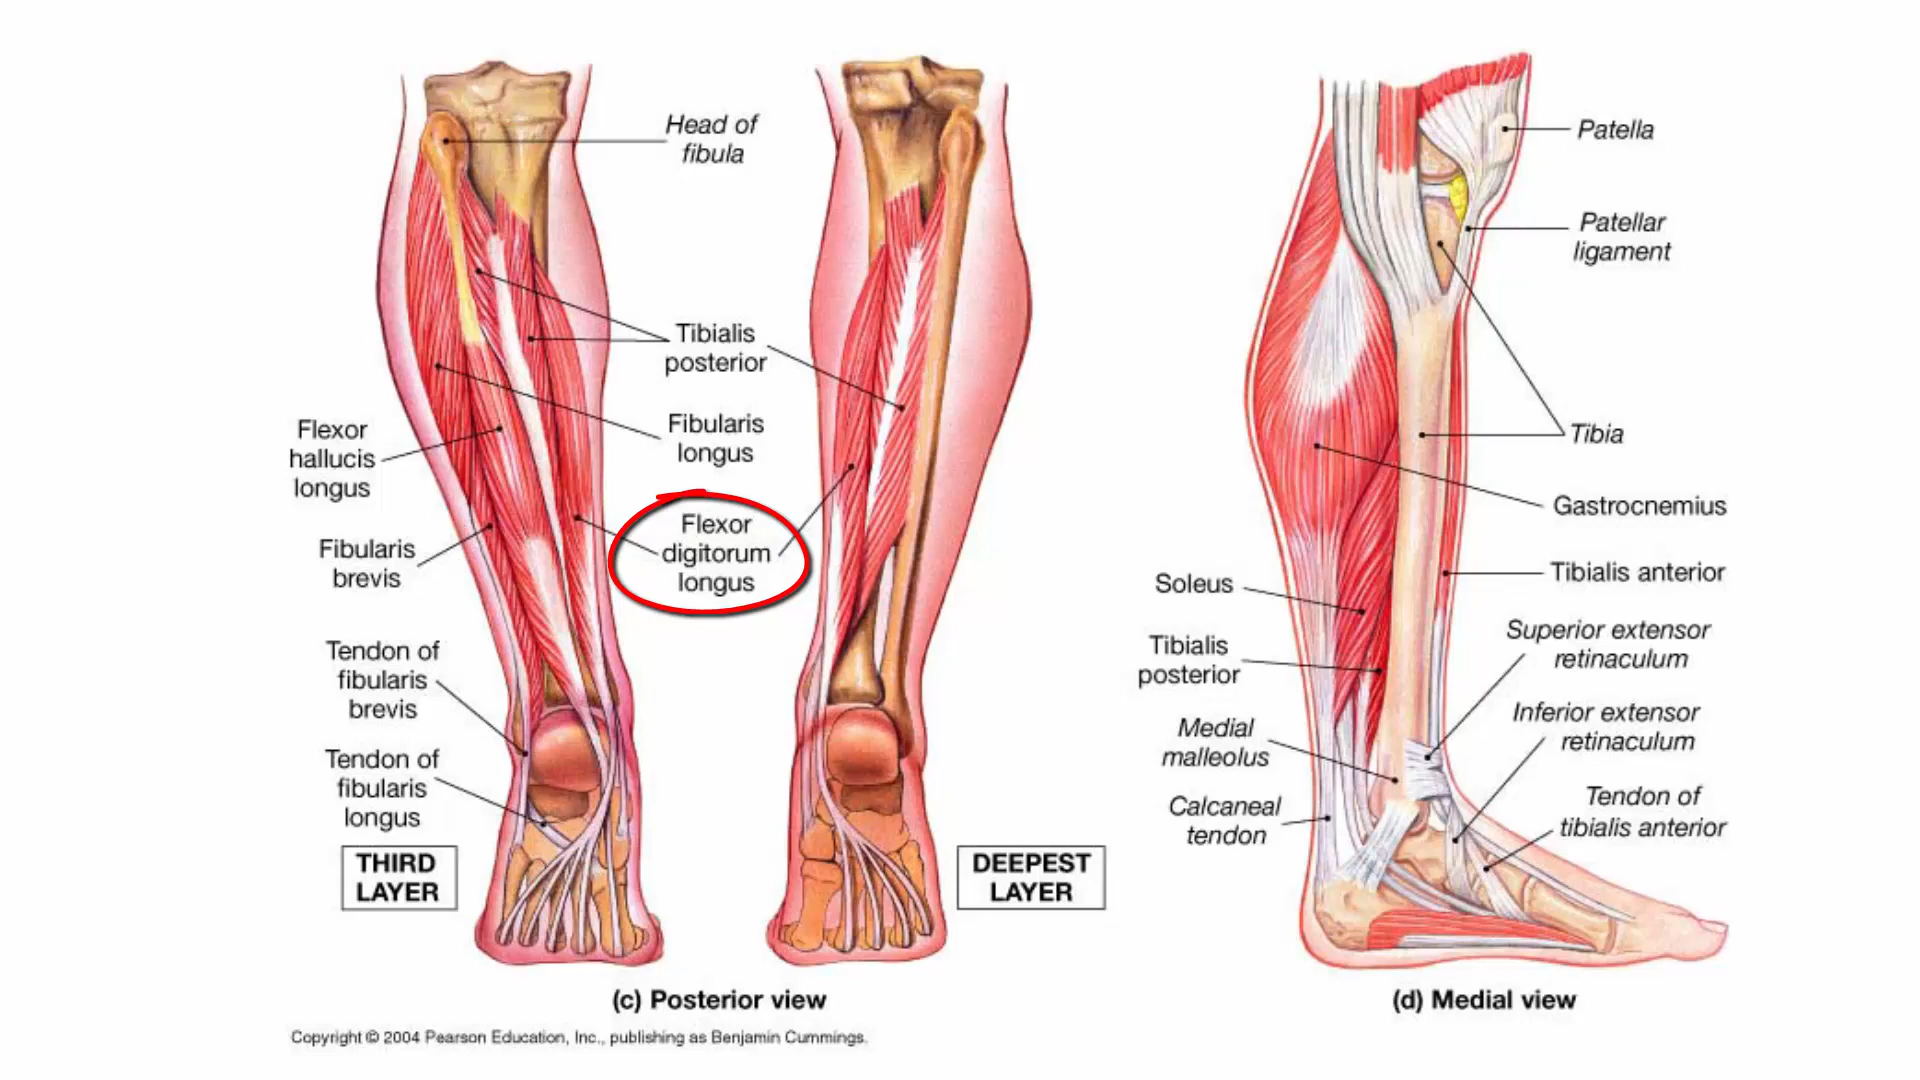 Head of
fibula
Tibialis
posterior
Fibularis
longus
Flexor
hallucis
longus
Flexor
digitorum
longus
Fibularis
brevis
Tendon of
fibularis
brevis
Tendon of
fibularis
longus
THIRD
LAYER
DEEPEST
LAYER
(c) Posterior view
Patella
Patellar
ligament
Tibia
Gastrocnemius
Tibialis anterior
Soleus
Superior extensor
retinaculum
Tibialis
posterior
Inferior extensor
retinaculum
Medial
malleolus
Tendon of
tibialis anterior
Calcaneal
tendon
(d) Medial view
Copyright © 2004 Pearson Education, Inc., publishing as Benjamin Cummings.